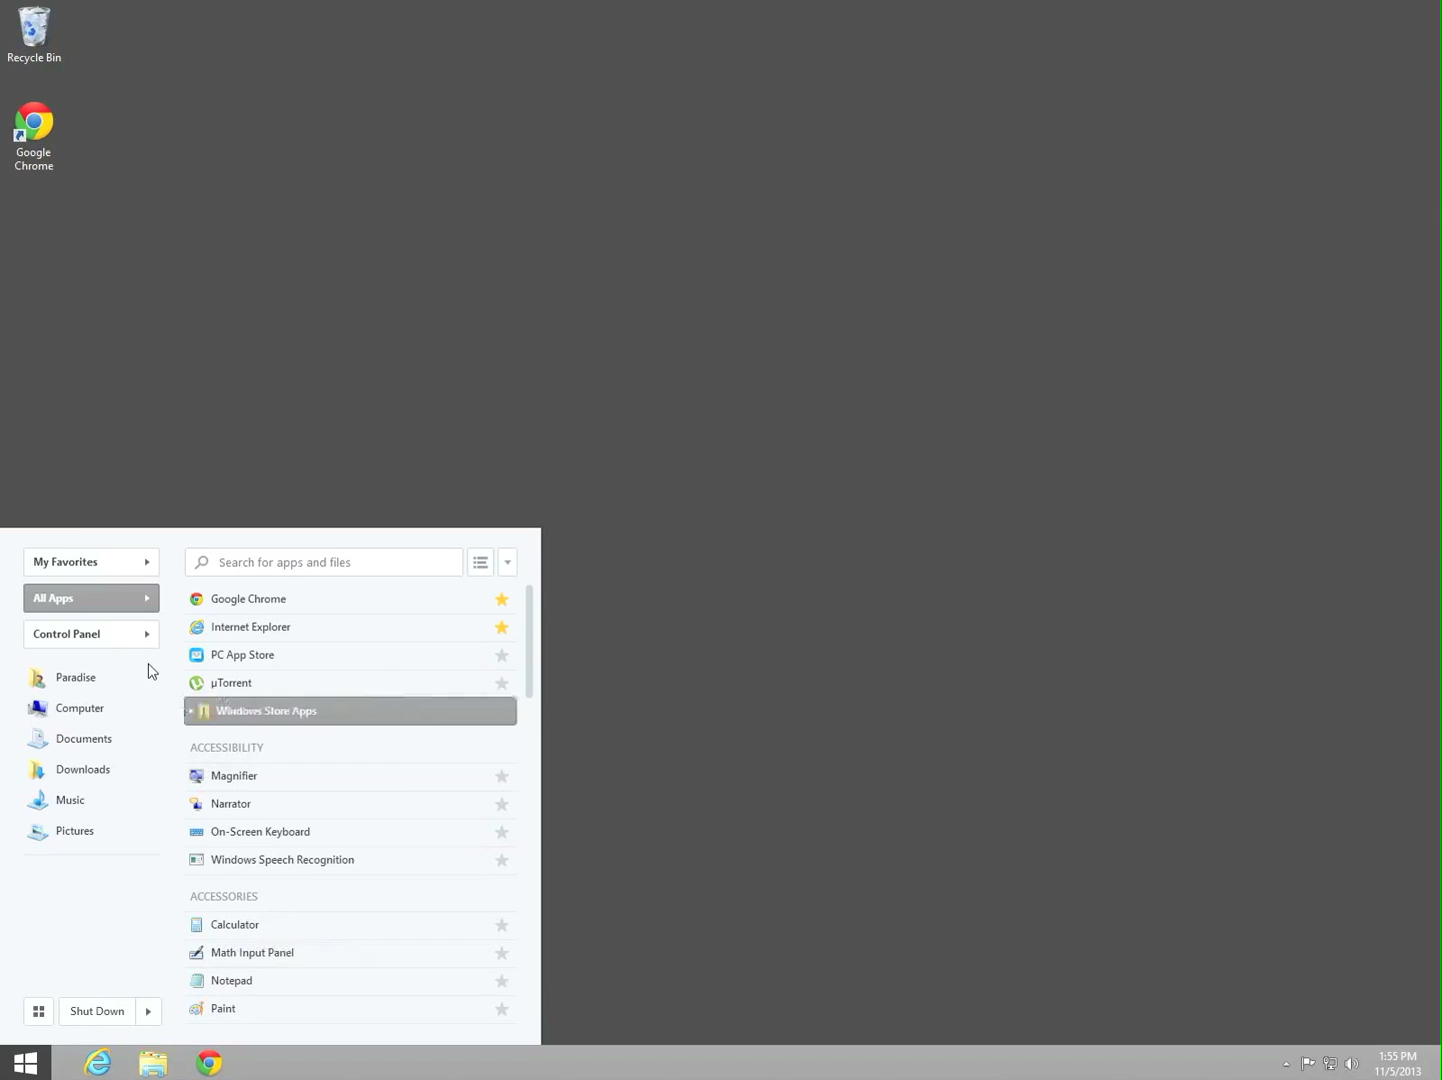 Recycle Bin
Google
Chrome
My Favorites
All Apps
Control Panel
Paradise
Computer
Documents
Downloads
Music
Pictures
Shut Down
Search for apps and files
Google Chrome
Internet Explorer
PC App Store
µTorrent
Windows Store Apps
ACCESSIBILITY
Magnifier
Narrator
On-Screen Keyboard
Windows Speech Recognition
ACCESSORIES
Calculator
Math Input Panel
Notepad
Paint
1:55 PM
11/5/2013